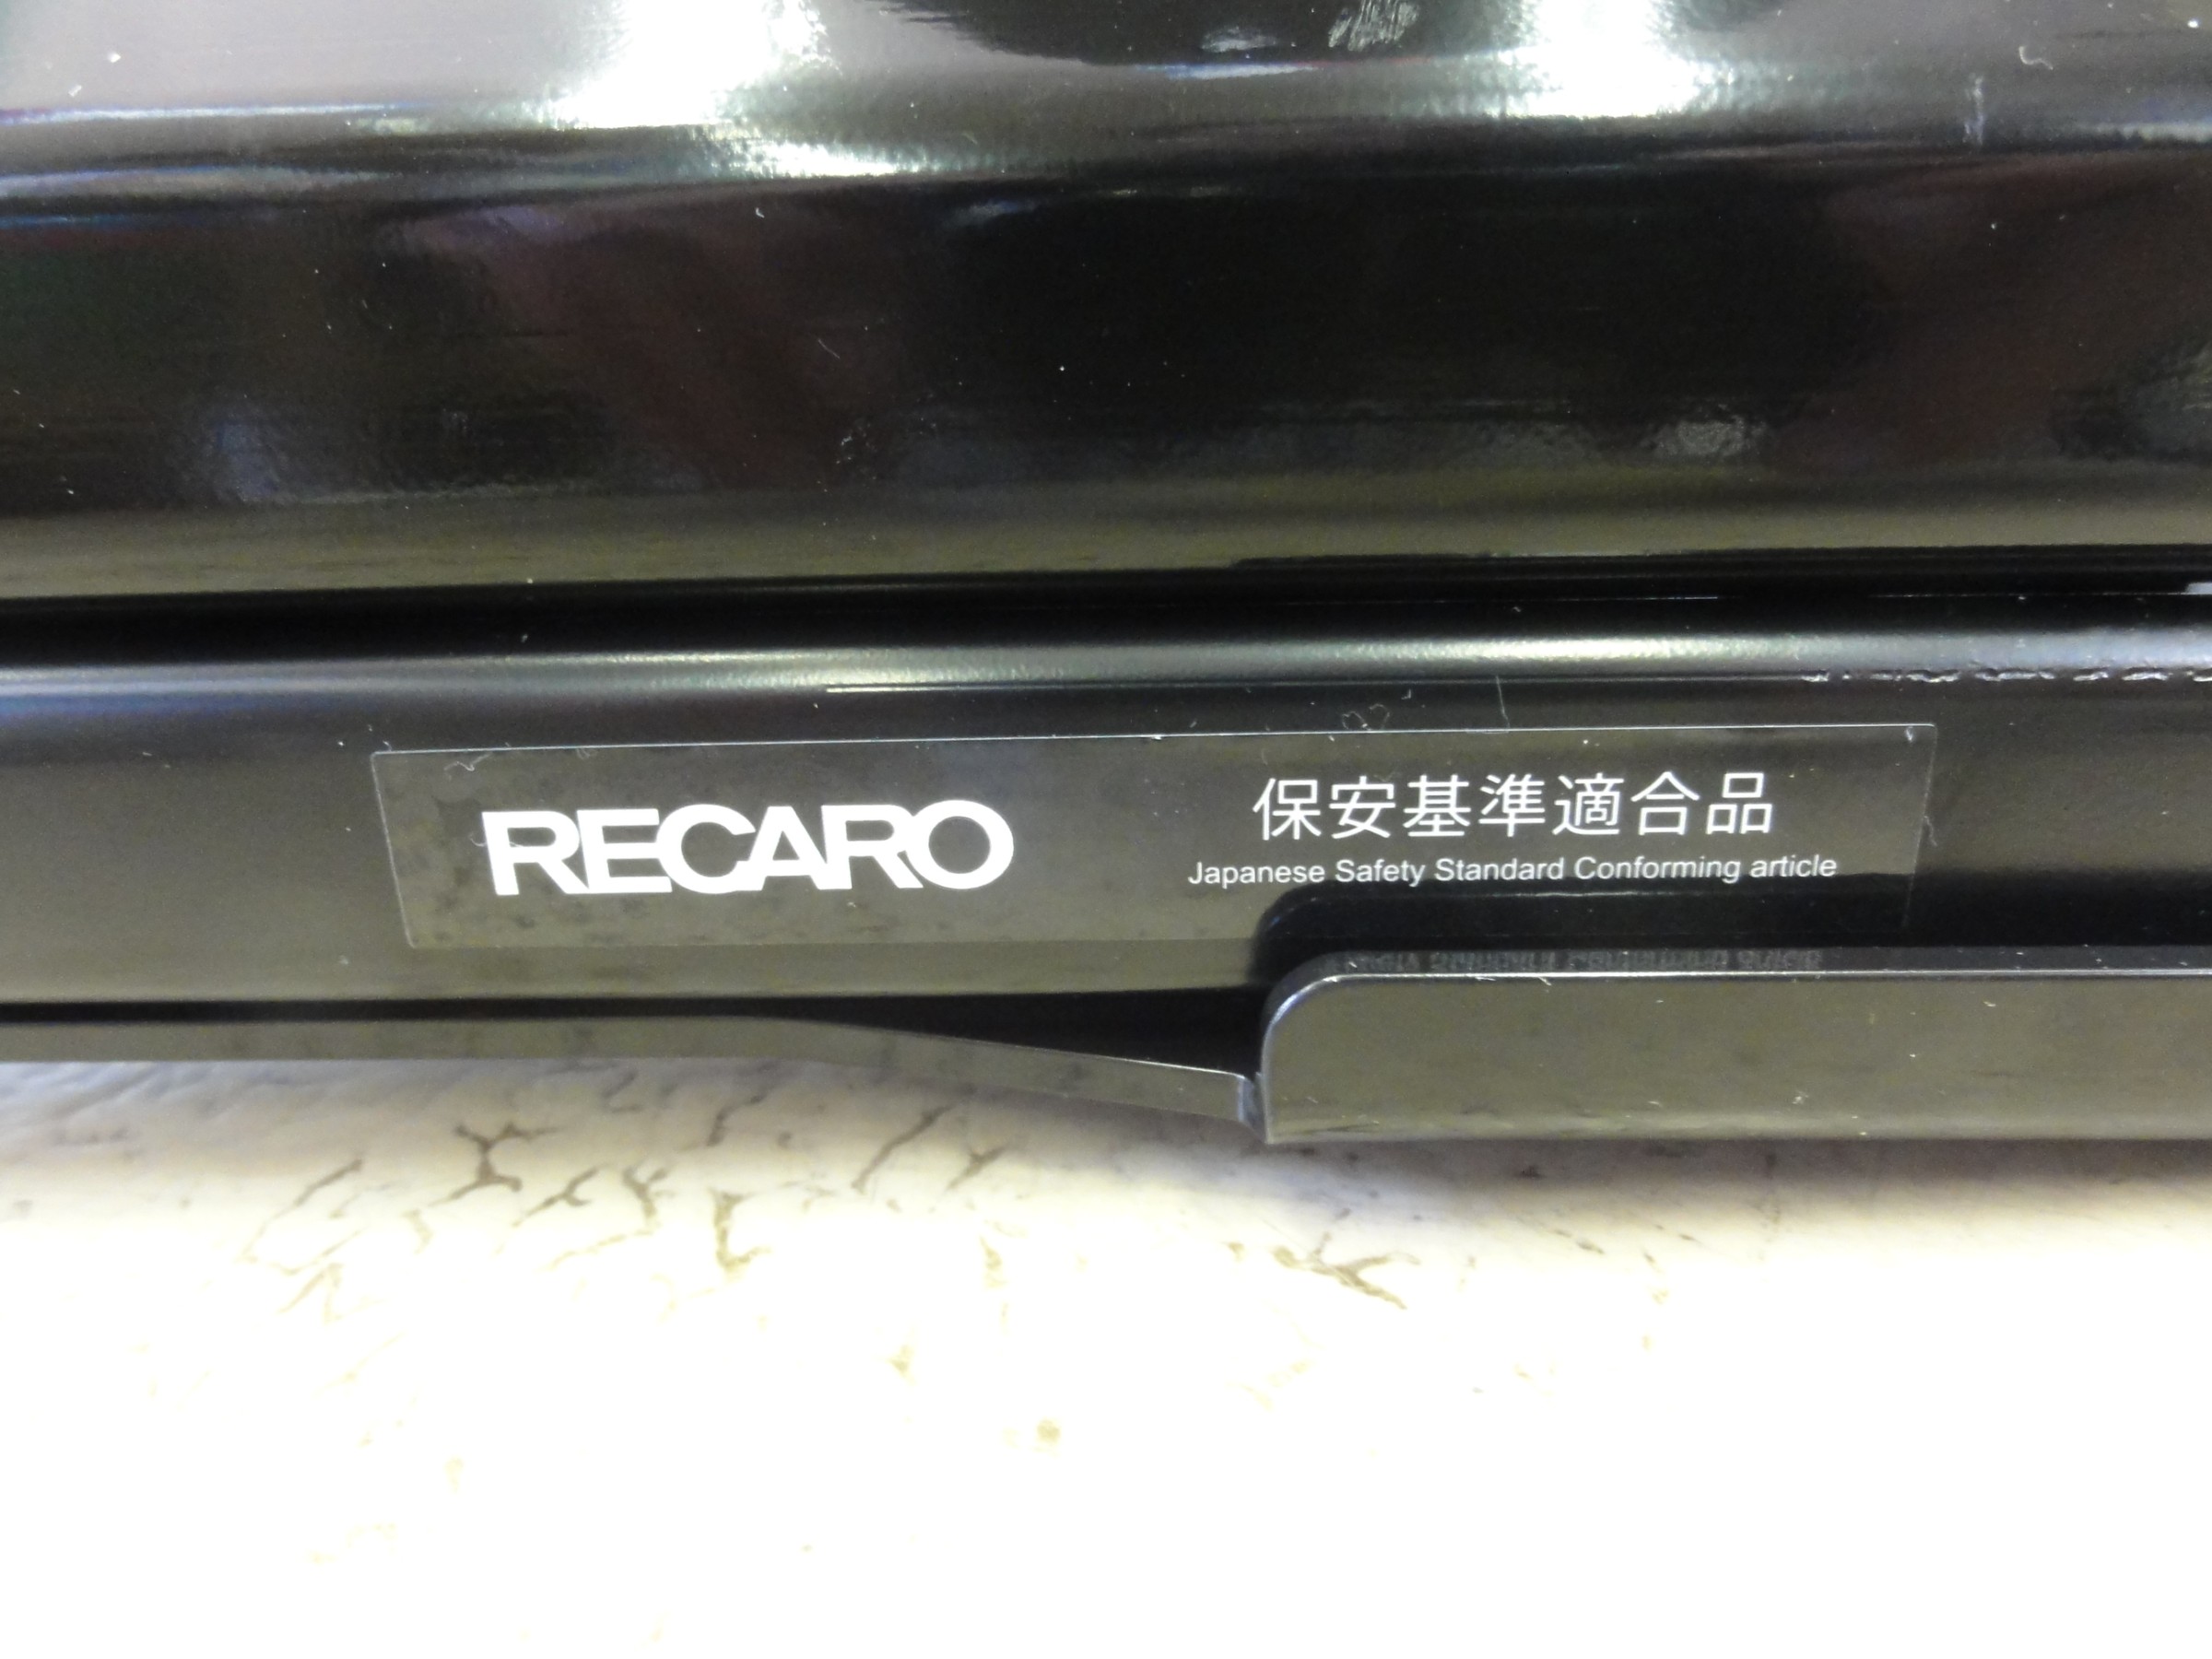 RECARO
保安基準適合品
Japanese Safety Standard Conforming article